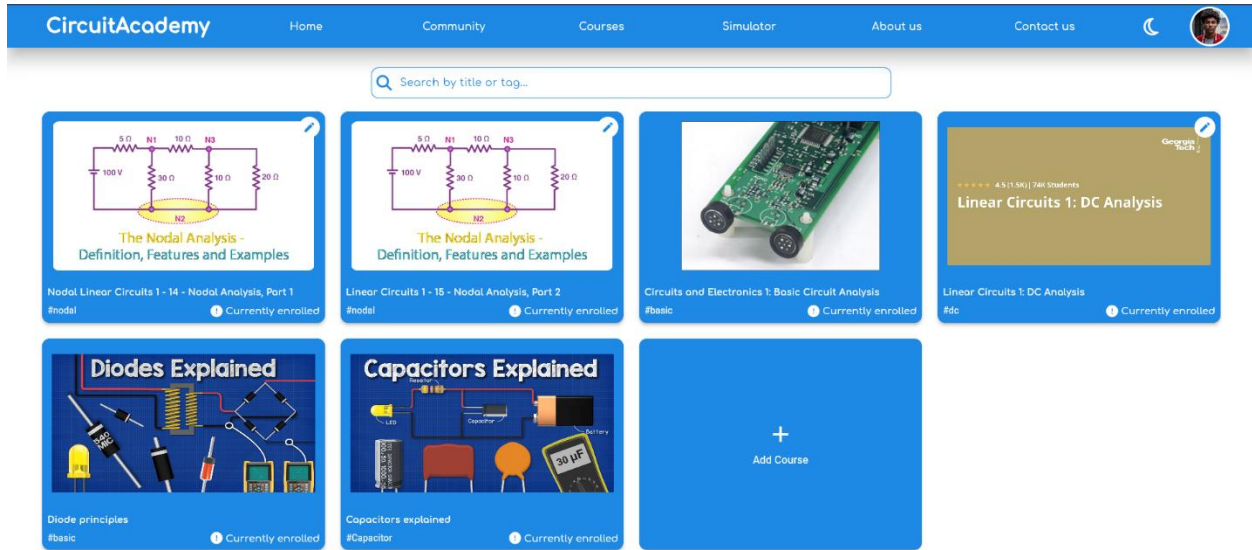 CircuitAcademy Home Community Courses Simulator About us Contact us
Search by title or tag...
5 Ω N1 10 Ω N3
100 V 30 Ω 10 Ω 20 Ω
N2
The Nodal Analysis -
Definition, Features and Examples
Nodal Linear Circuits 1 - 14 - Nodal Analysis, Part 1
#nodal Currently enrolled
5 Ω N1 10 Ω N3
100 V 30 Ω 10 Ω 20 Ω
N2
The Nodal Analysis -
Definition, Features and Examples
Linear Circuits 1 - 15 - Nodal Analysis, Part 2
#nodal Currently enrolled
Circuits and Electronics 1: Basic Circuit Analysis
#basic Currently enrolled
Georgia
Tech
4.5 (1.5K) | 74K Students
Linear Circuits 1: DC Analysis
Linear Circuits 1: DC Analysis
#dc Currently enrolled
Diodes Explained
Diode principles
#basic Currently enrolled
Capacitors Explained
Resistor
LED
Capacitor
Battery
30 µF
Capacitors explained
#Capacitor Currently enrolled
+
Add Course